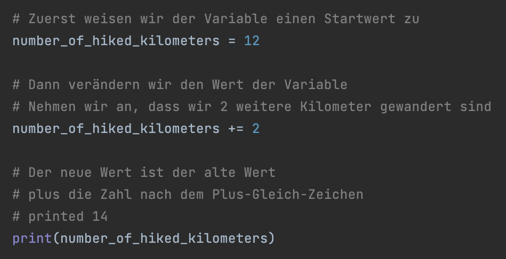 # Zuerst weisen wir der Variable einen Startwert zu
number_of_hiked_kilometers = 12
# Dann verändern wir den Wert der Variable
# Nehmen wir an, dass wir 2 weitere Kilometer gewandert sind
number_of_hiked_kilometers += 2
# Der neue Wert ist der alte Wert
# plus die Zahl nach dem Plus-Gleich-Zeichen
# printed 14
print(number_of_hiked_kilometers)